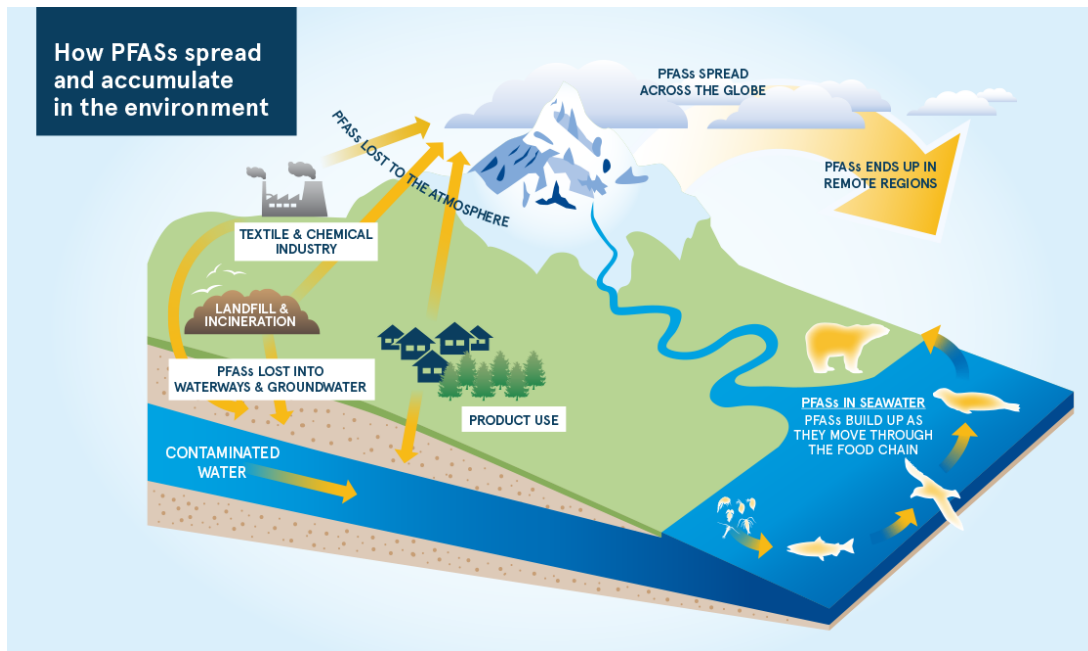 How PFASs spread
and accumulate
in the environment
PFASs SPREAD
ACROSS THE GLOBE
PFASs LOST TO THE ATMOSPHERE
PFASs ENDS UP IN
REMOTE REGIONS
TEXTILE & CHEMICAL
INDUSTRY
LANDFILL &
INCINERATION
PFASs LOST INTO
WATERWAYS & GROUNDWATER
PRODUCT USE
PFASs IN SEAWATER
PFASs BUILD UP AS
THEY MOVE THROUGH
THE FOOD CHAIN
CONTAMINATED
WATER